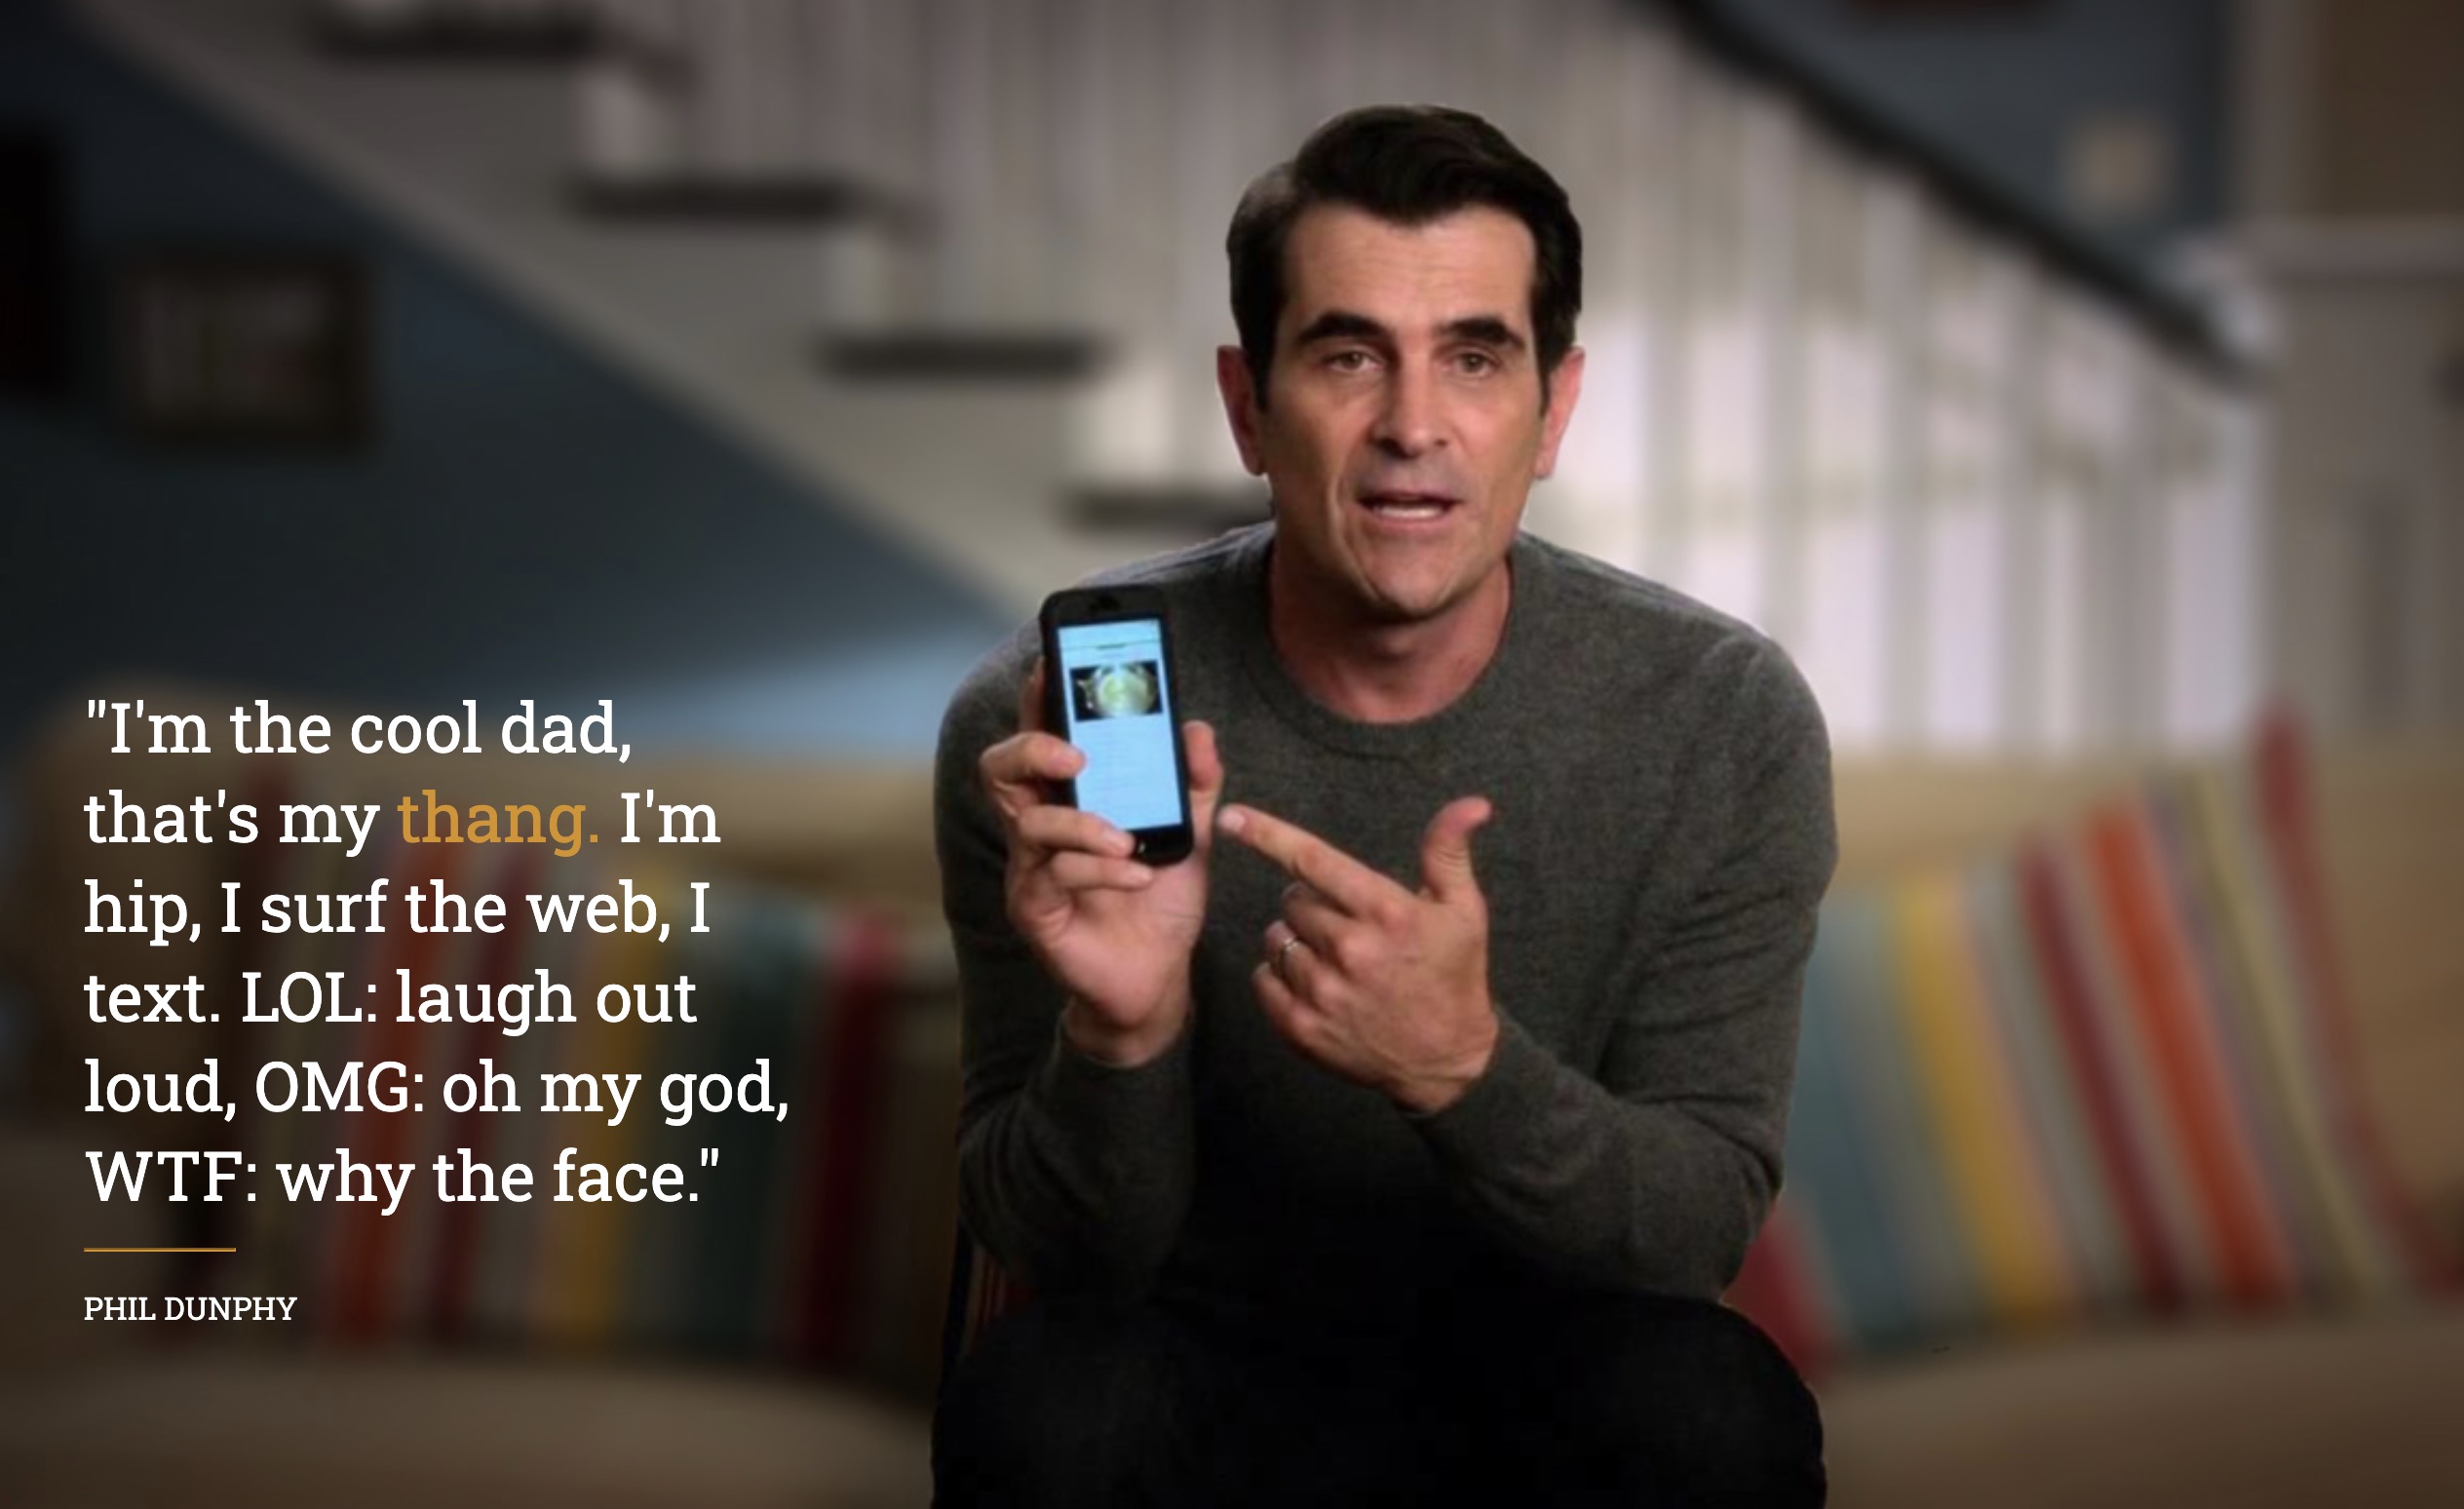 "I'm the cool dad,
that's my thang. I'm
hip, I surf the web, I
text. LOL: laugh out
loud, OMG: oh my god,
WTF: why the face."
PHIL DUNPHY